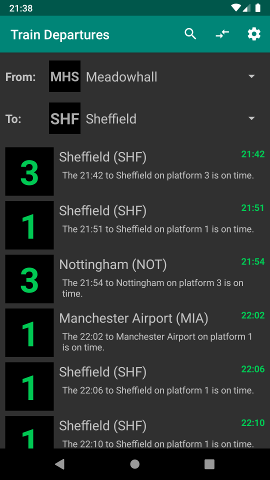 21:38
Train Departures
From: MHS Meadowhall
To: SHF Sheffield
3 Sheffield (SHF) 21:42
The 21:42 to Sheffield on platform 3 is on time.
1 Sheffield (SHF) 21:51
The 21:51 to Sheffield on platform 1 is on time.
3 Nottingham (NOT) 21:54
The 21:54 to Nottingham on platform 3 is on
time.
1 Manchester Airport (MIA) 22:02
The 22:02 to Manchester Airport on platform 1
is on time.
1 Sheffield (SHF) 22:06
The 22:06 to Sheffield on platform 1 is on time.
1 Sheffield (SHF) 22:10
The 22:10 to Sheffield on platform 1 is on time.